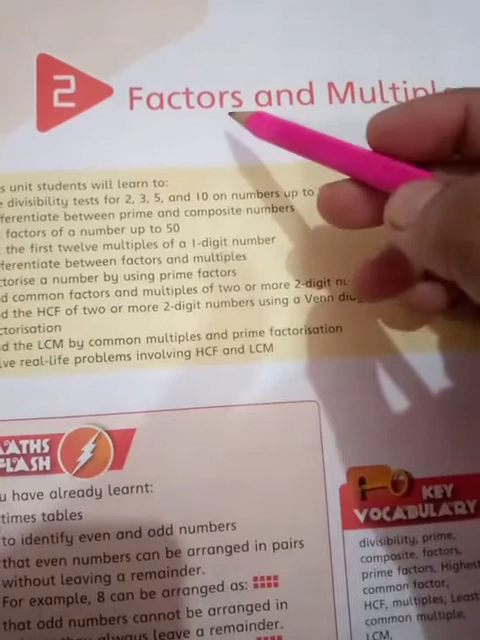 2
Factors and Multipl
s unit students will learn to:
divisibility tests for 2, 3, 5, and 10 on numbers up to
ferentiate between prime and composite numbers
factors of a number up to 50
the first twelve multiples of a 1-digit number
ferentiate between factors and multiples
ctorise a number by using prime factors
d common factors and multiples of two or more 2-digit nu
d the HCF of two or more 2-digit numbers using a Venn dia
ctorisation
d the LCM by common multiples and prime factorisation
lve real-life problems involving HCF and LCM
MATHS
FLASH
u have already learnt:
times tables
to identify even and odd numbers
that even numbers can be arranged in pairs
without leaving a remainder.
For example, 8 can be arranged as:
that odd numbers cannot be arranged in
always leave a remainder.
KEY
VOCABULARY
divisibility, prime,
composite, factors,
prime factors, Highest
common factor,
HCF, multiples, Least
common multiple,
LCM,